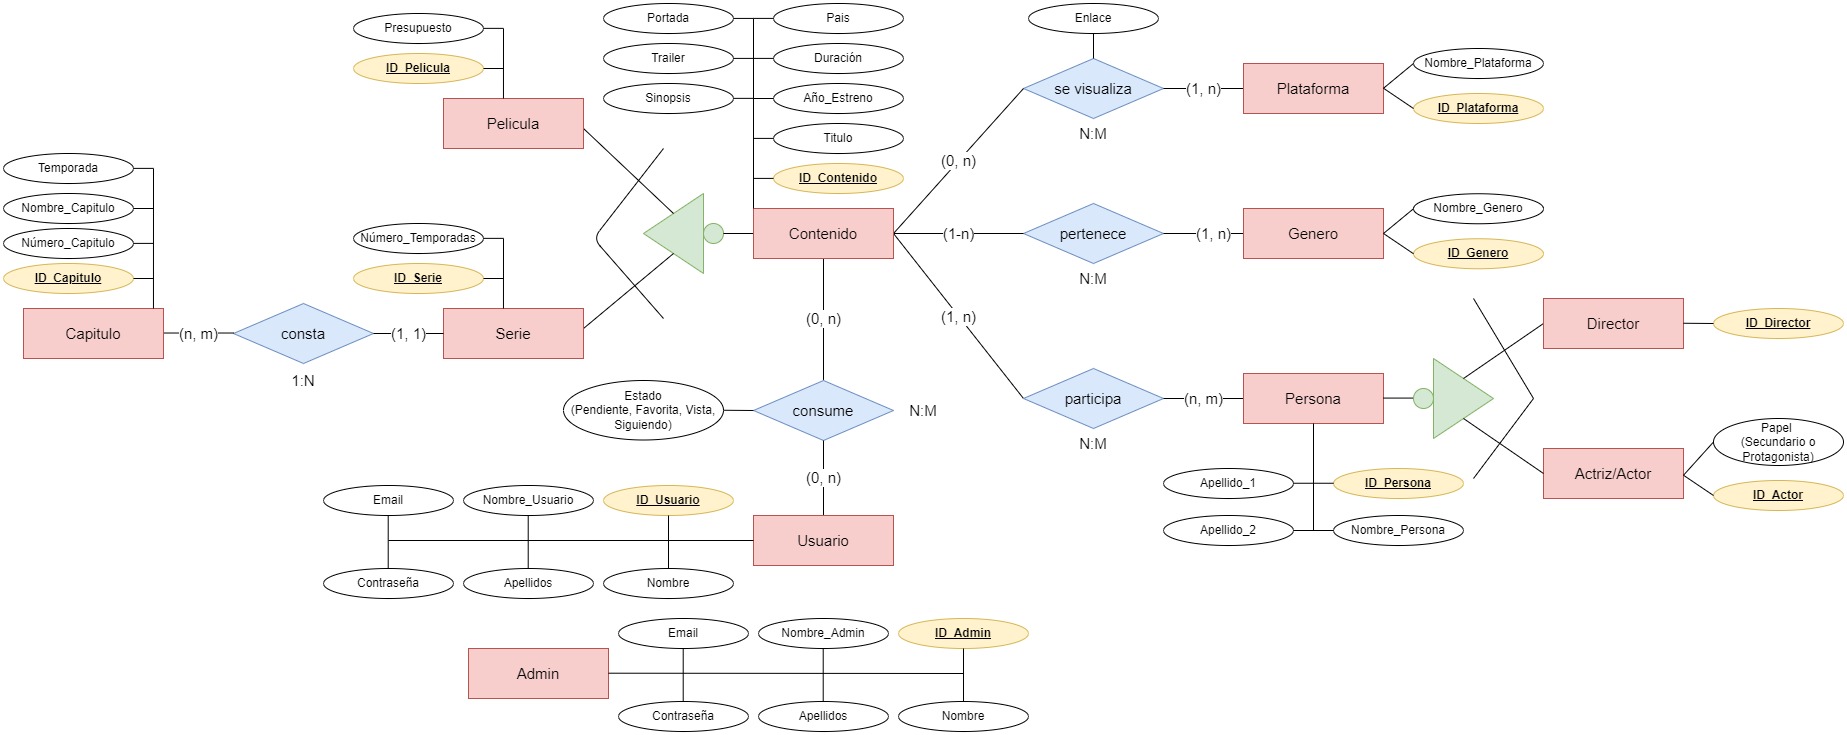 Presupuesto
ID_Pelicula
Pelicula
Portada
Pais
Trailer
Duración
Sinopsis
Año_Estreno
Titulo
ID_Contenido
Contenido
Enlace
se visualiza
N:M
(0, n)
(1, n)
Plataforma
Nombre_Plataforma
ID_Plataforma
Temporada
Nombre_Capitulo
Número_Capitulo
ID_Capitulo
Capitulo
(n, m)
consta
1:N
(1, 1)
Número_Temporadas
ID_Serie
Serie
(1-n)
pertenece
N:M
(1, n)
Genero
Nombre_Genero
ID_Genero
(1, n)
participa
N:M
(n, m)
Persona
Apellido_1
ID_Persona
Apellido_2
Nombre_Persona
Director
ID_Director
Actriz/Actor
Papel
(Secundario o
Protagonista)
ID_Actor
(0, n)
Estado
(Pendiente, Favorita, Vista,
Siguiendo)
consume
N:M
(0, n)
Email
Nombre_Usuario
ID_Usuario
Usuario
Contraseña
Apellidos
Nombre
Email
Nombre_Admin
ID_Admin
Admin
Contraseña
Apellidos
Nombre